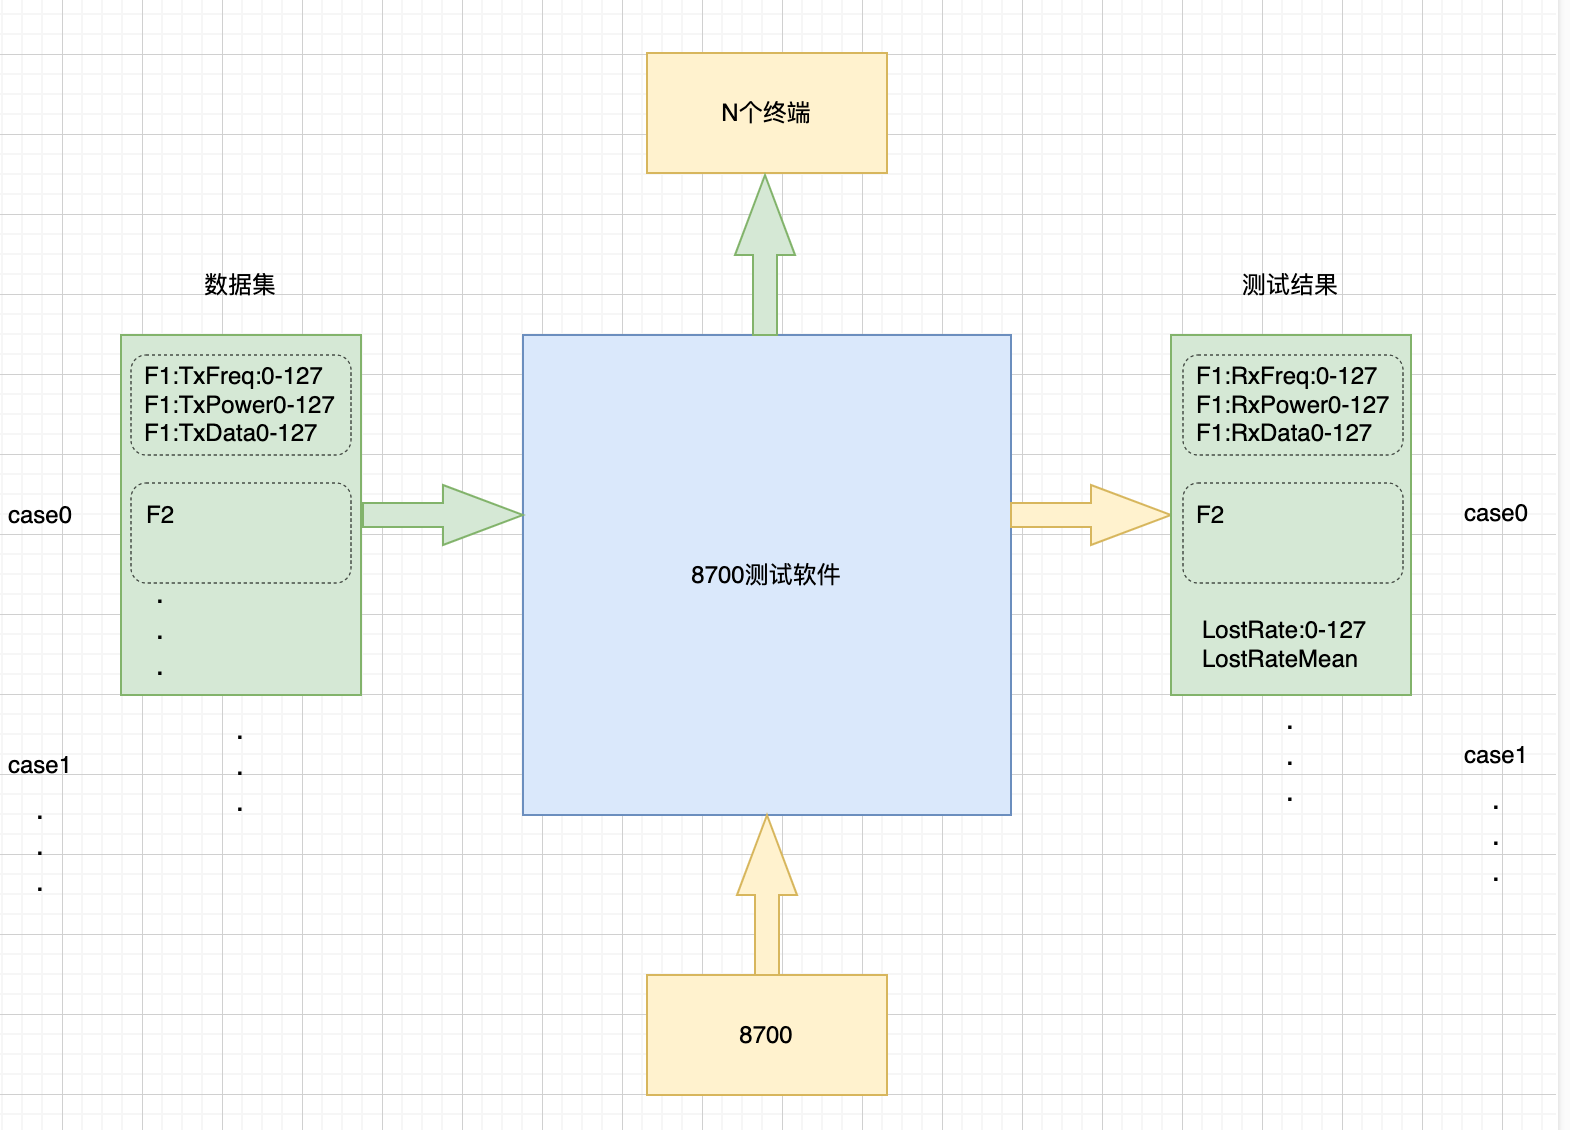 N个终端
数据集
测试结果
F1:TxFreq:0-127
F1:TxPower0-127
F1:TxData0-127
F1:RxFreq:0-127
F1:RxPower0-127
F1:RxData0-127
case0
F2
F2
case0
8700测试软件
LostRate:0-127
LostRateMean
case1
case1
8700